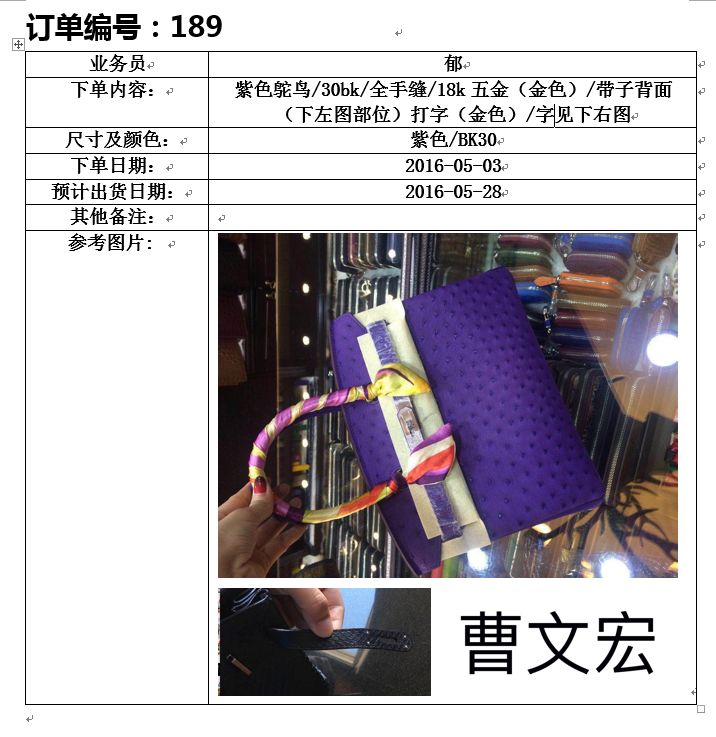 订单编号：189
业务员 郁
下单内容： 紫色鸵鸟/30bk/全手缝/18k 五金（金色）/带子背面
（下左图部位）打字（金色）/字见下右图
尺寸及颜色： 紫色/BK30
下单日期： 2016-05-03
预计出货日期： 2016-05-28
其他备注：
参考图片：
曹文宏